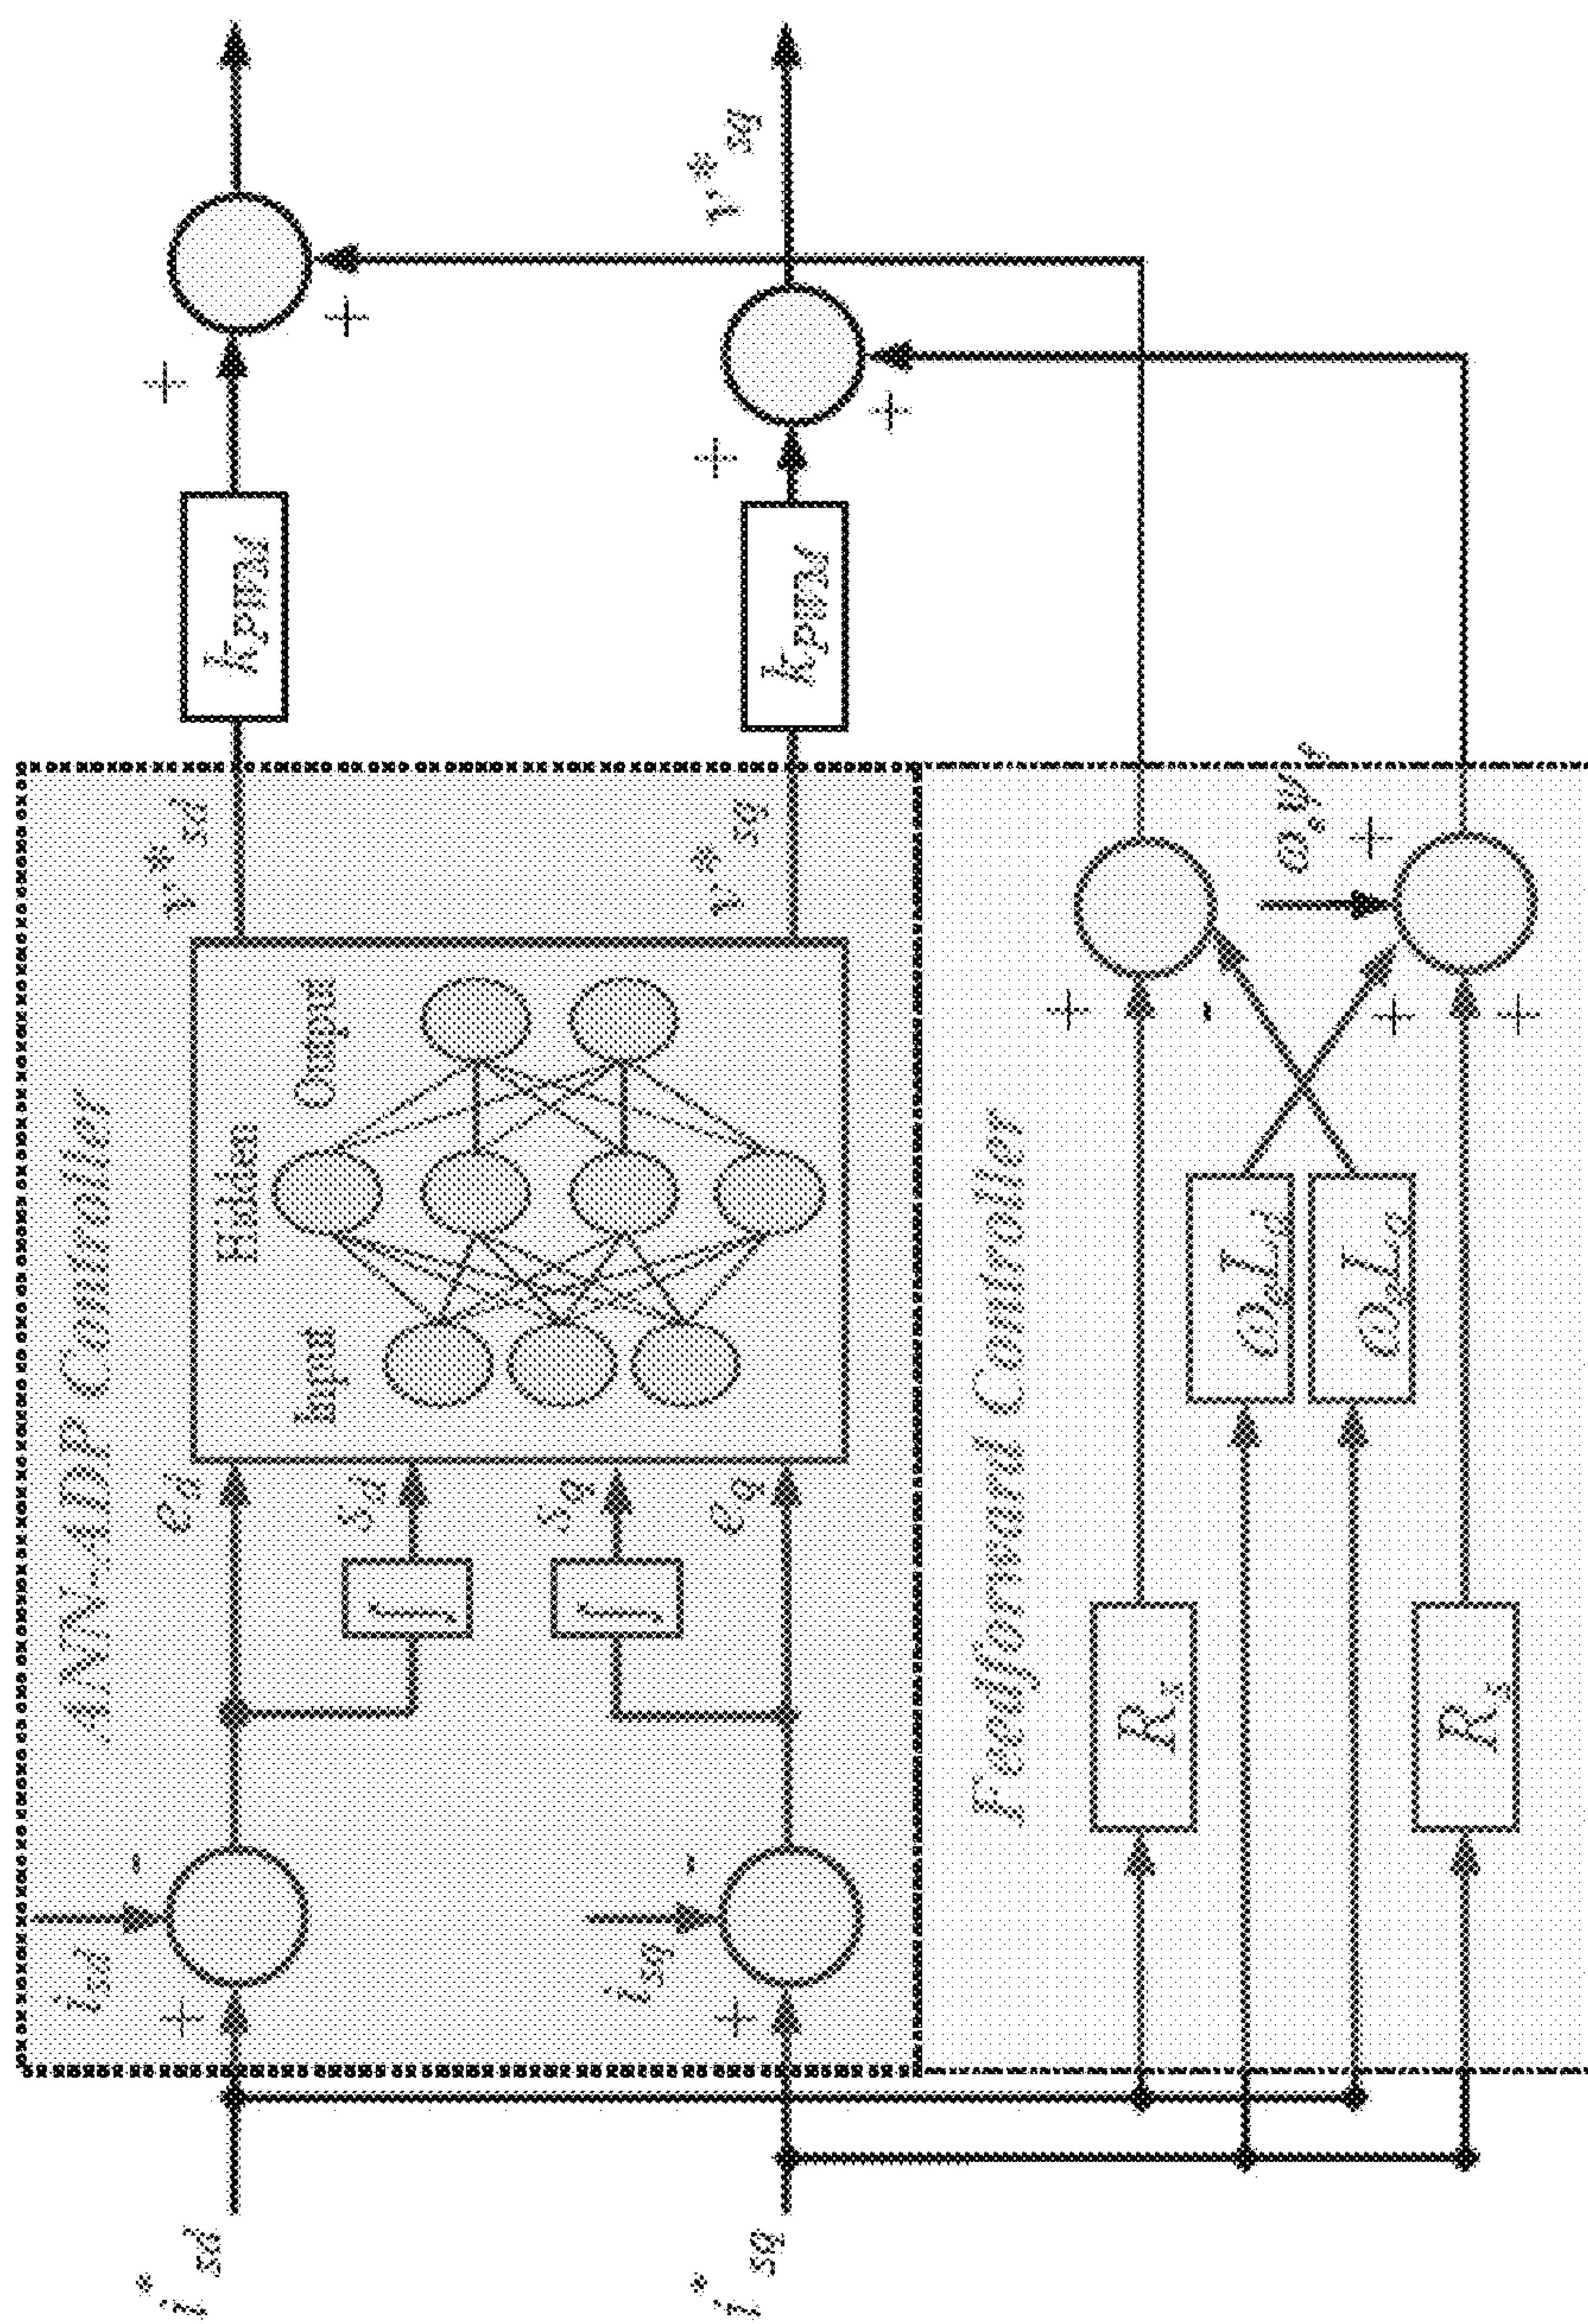 ANN-ADP Controller
i*sd
+
isd
-
ed
∫
sd
i*sq
+
isq
-
eq
∫
sq
Input
Hidden
Output
v*sd
v*sq
kPWM
kPWM
+
+
+
+
v*sq
Feedforward Controller
Rs
ωeLd
ωeLq
Rs
+
-
+
+
+